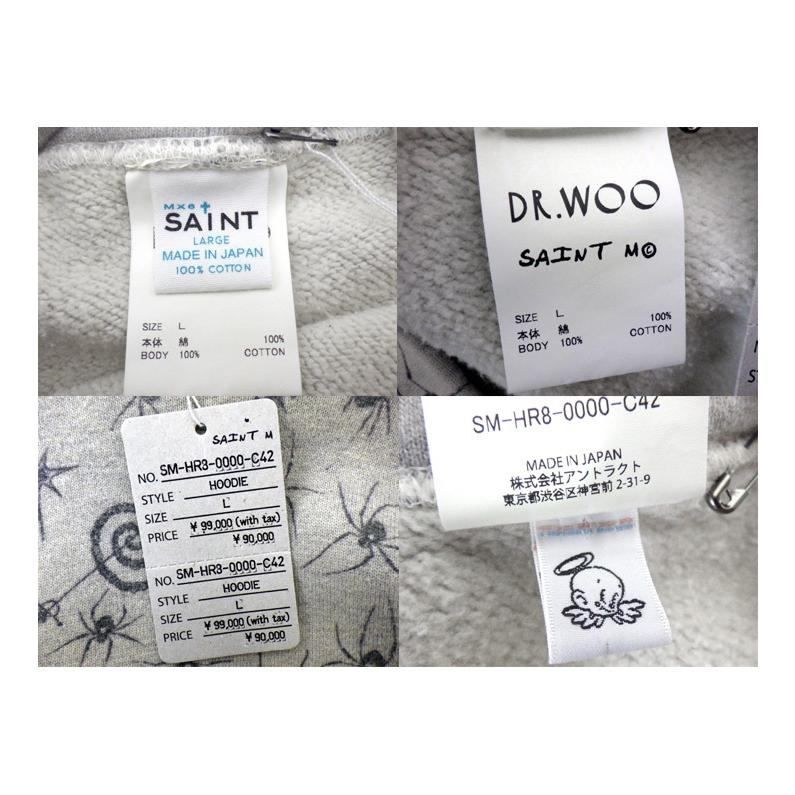 MX6
SAINT
LARGE
MADE IN JAPAN
100% COTTON
SIZE L
本体 綿 100%
BODY 100% COTTON
DR.WOO
SAINT M©
SIZE L
本体 綿 100%
BODY 100% COTTON
SAINT M
NO. SM-HR3-0000-C42
STYLE HOODIE
SIZE L
PRICE ¥ 99,000 (with tax)
¥ 90,000
NO. SM-HR3-0000-C42
STYLE HOODIE
SIZE L
PRICE ¥ 99,000 (with tax)
¥ 90,000
SM-HR8-0000-C42
MADE IN JAPAN
株式会社アントラクト
東京都渋谷区神宮前 2-31-9